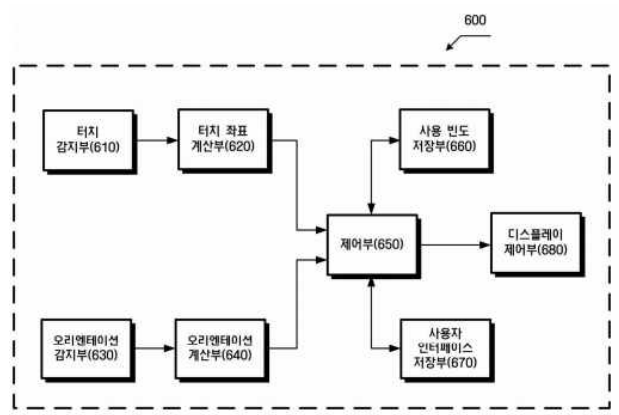 600
터치
감지부(610)
터치 좌표
계산부(620)
사용 빈도
저장부(660)
제어부(650)
디스플레이
제어부(680)
오리엔테이션
감지부(630)
오리엔테이션
계산부(640)
사용자
인터페이스
저장부(670)